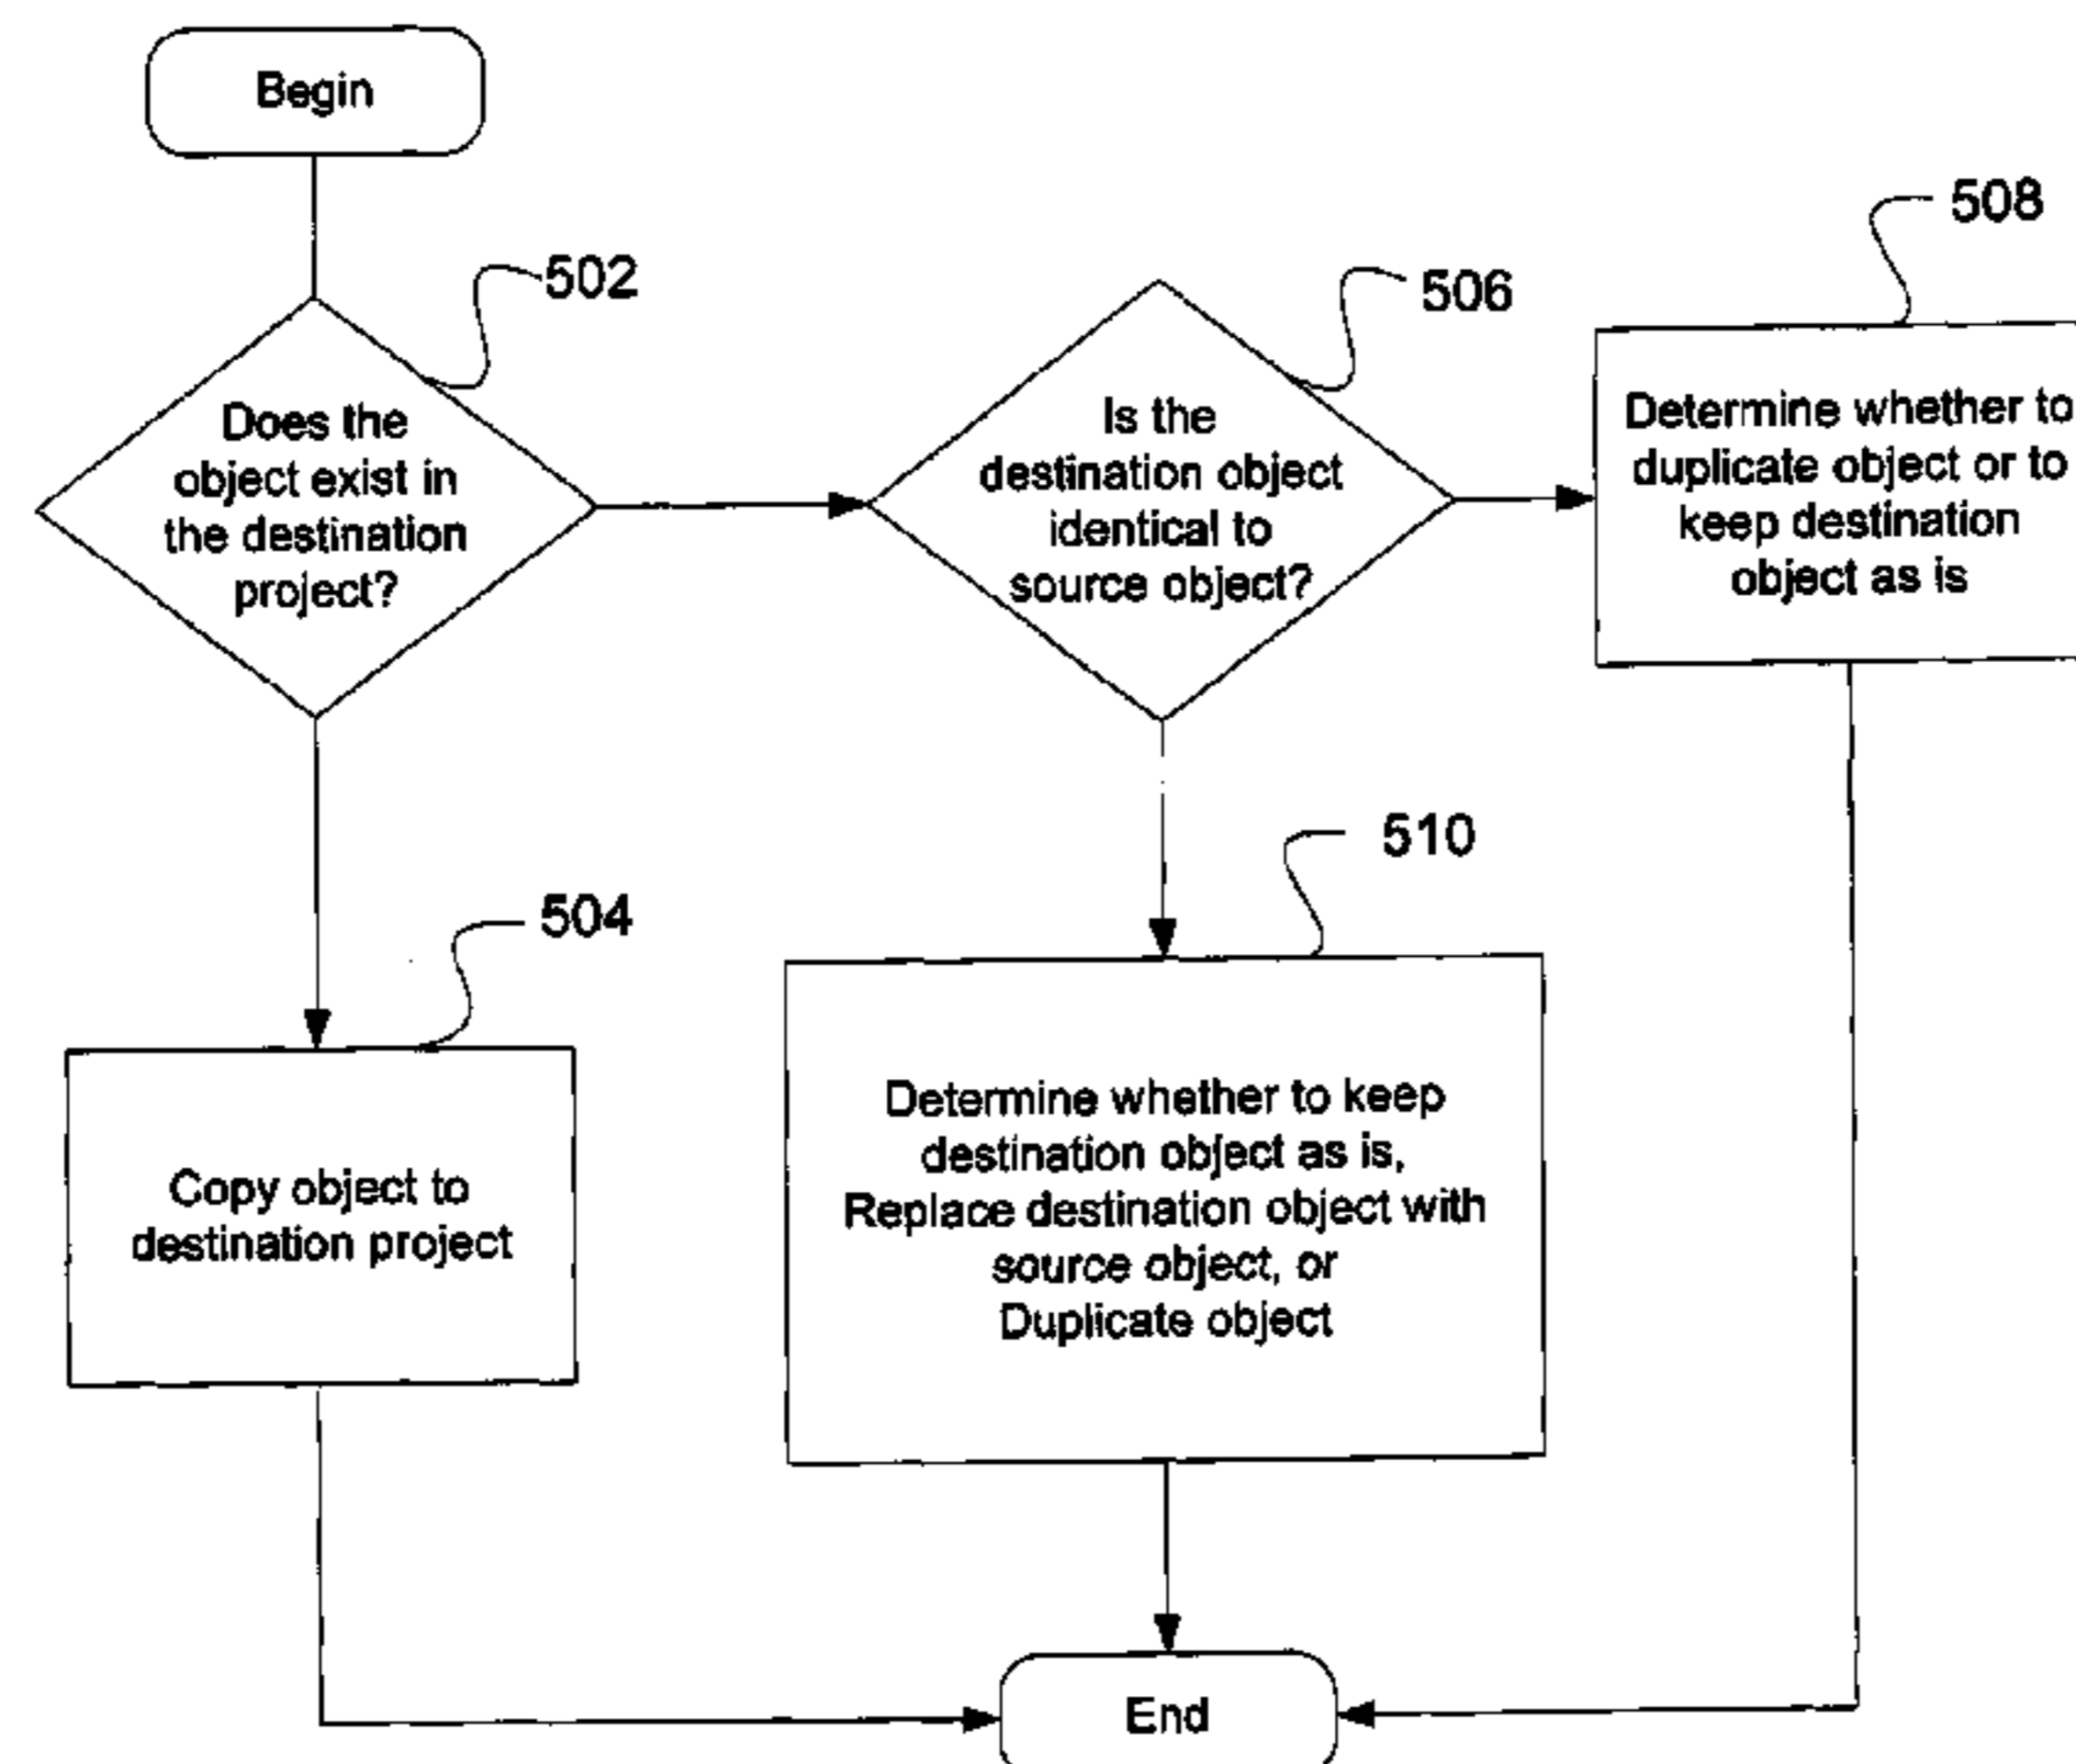 Begin
502
Does the
object exist in
the destination
project?
506
Is the
destination object
identical to
source object?
508
Determine whether to
duplicate object or to
keep destination
object as is
504
Copy object to
destination project
510
Determine whether to keep
destination object as is,
Replace destination object with
source object, or
Duplicate object
End